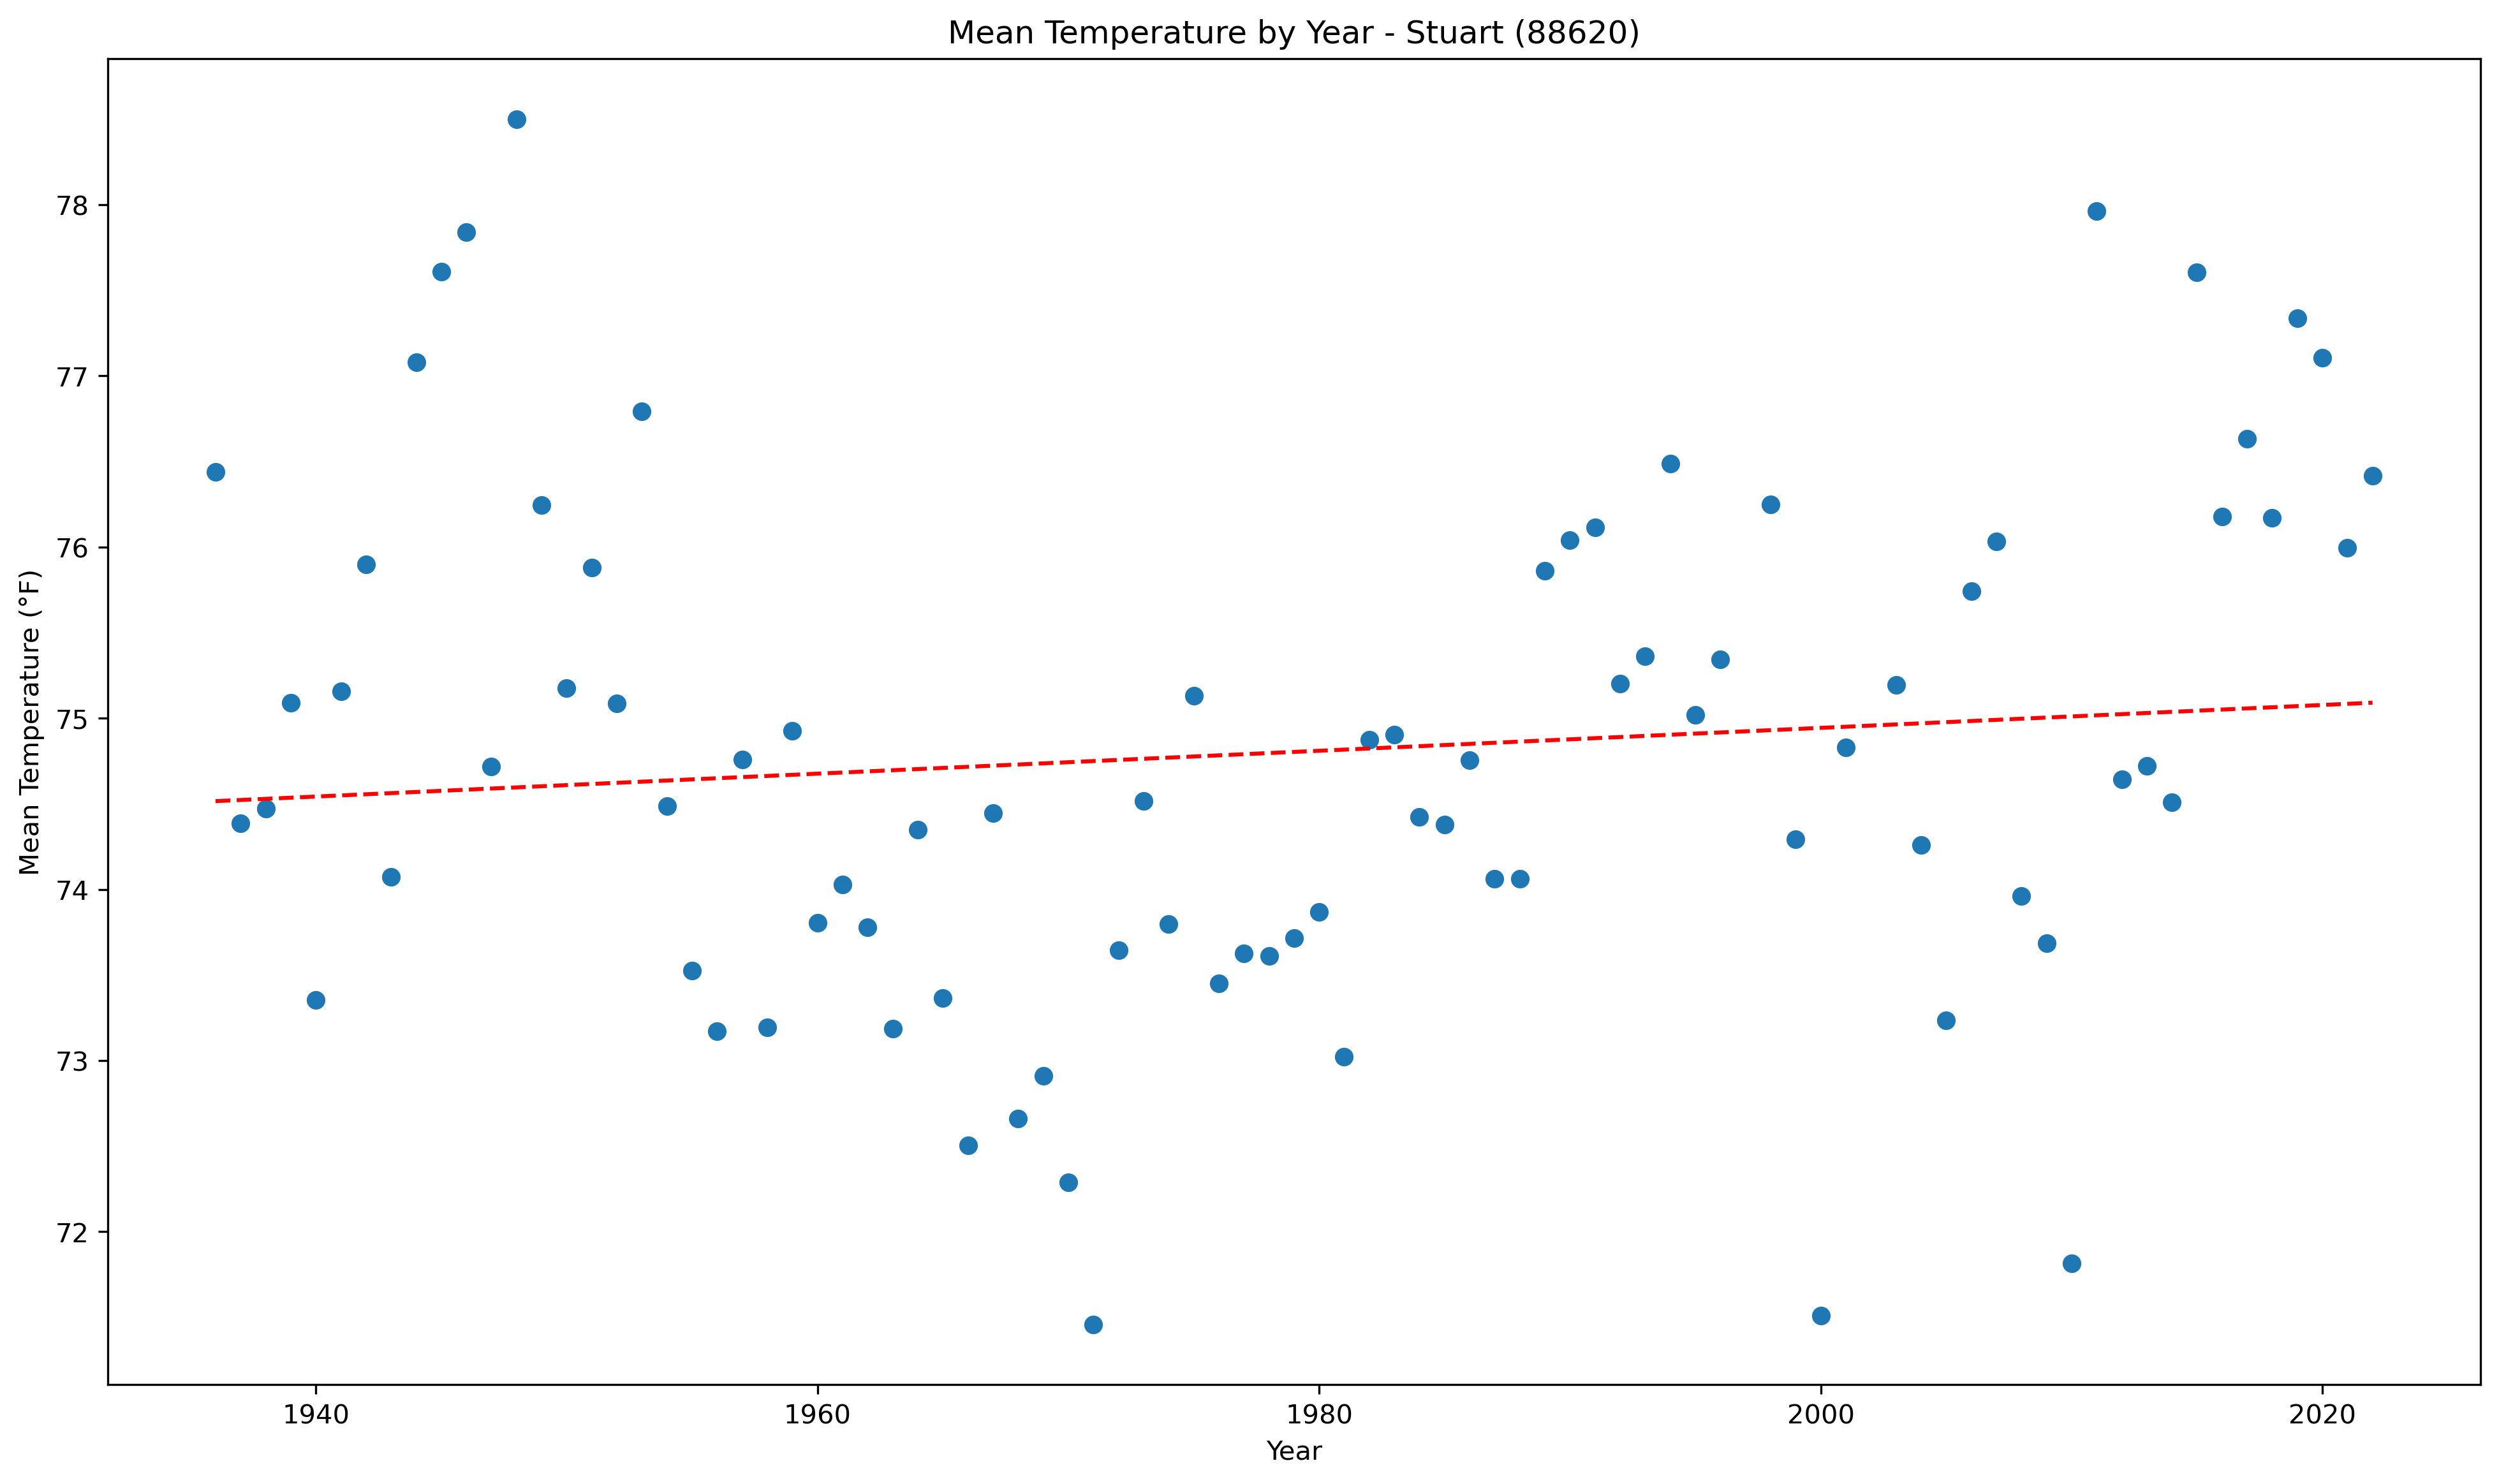 Mean Temperature by Year - Stuart (88620)
Mean Temperature (°F)
78
77
76
75
74
73
72
1940 1960 1980 2000 2020
Year